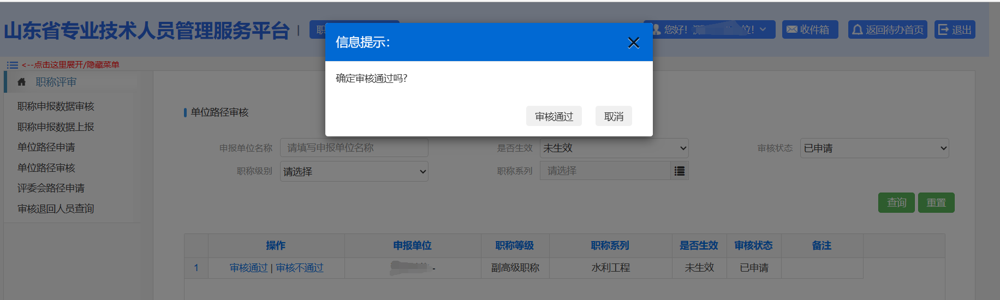 山东省专业技术人员管理服务平台 | 职
您好！
位！
收件箱
返回待办首页
退出
信息提示：
确定审核通过吗?
审核通过
取消
<--点击这里展开/隐藏菜单
职称评审
职称申报数据审核
职称申报数据上报
单位路径申请
单位路径审核
评委会路径申请
审核退回人员查询
单位路径审核
申报单位名称 请填写申报单位名称 是否生效 未生效 审核状态 已申请
职称级别 请选择 职称系列 请选择
查询 重置
操作 申报单位 职称等级 职称系列 是否生效 审核状态 备注
1 审核通过 | 审核不通过 副高级职称 水利工程 未生效 已申请